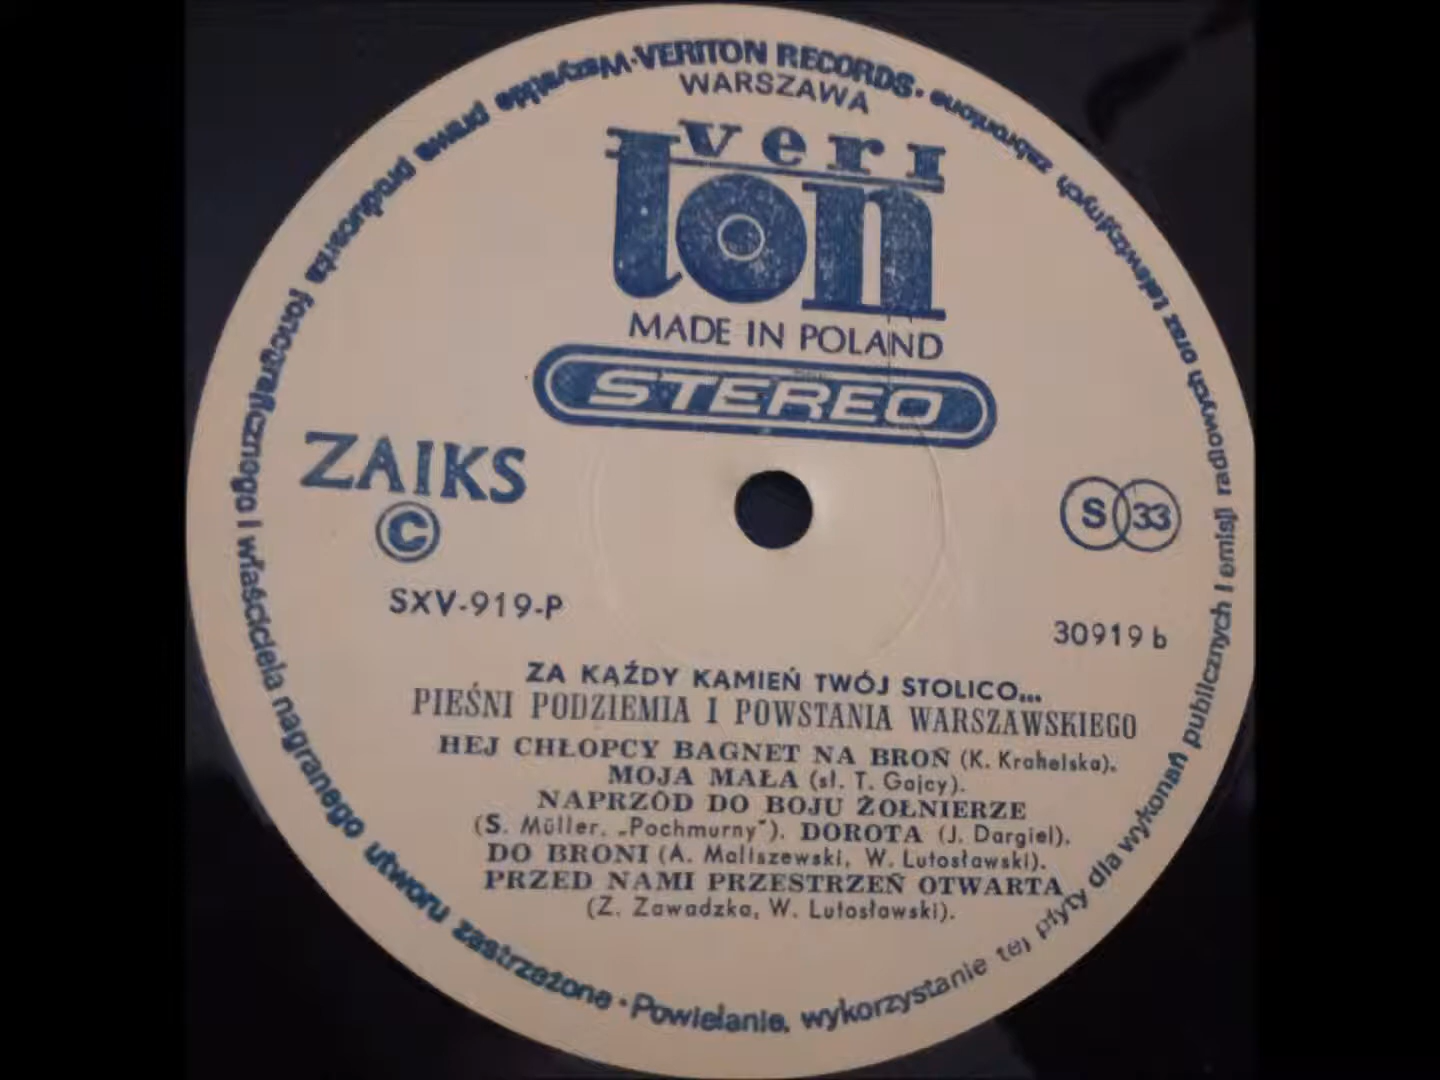 VERITON RECORDS · Wszystkie prawa producenta fonograficznego i właściciela nagranego utworu zastrzeżone · Powielanie, wykorzystanie tej płyty dla wykonań publicznych i emisji radiowych oraz telewizyjnych zabronione ·
WARSZAWA
veri
ton
MADE IN POLAND
STEREO
ZAIKS
©
S 33
SXV-919-P
30919 b
ZA KĄŻDY KAMIEŃ TWÓJ STOLICO...
PIEŚNI PODZIEMIA I POWSTANIA WARSZAWSKIEGO
HEJ CHŁOPCY BAGNET NA BROŃ (K. Krahelska).
MOJA MAŁA (sł. T. Gajcy).
NAPRZÓD DO BOJU ŻOŁNIERZE
(S. Müller, „Pochmurny"). DOROTA (J. Dargiel).
DO BRONI (A. Maliszewski, W. Lutosławski).
PRZED NAMI PRZESTRZEŃ OTWARTA
(Z. Zawadzka, W. Lutosławski).